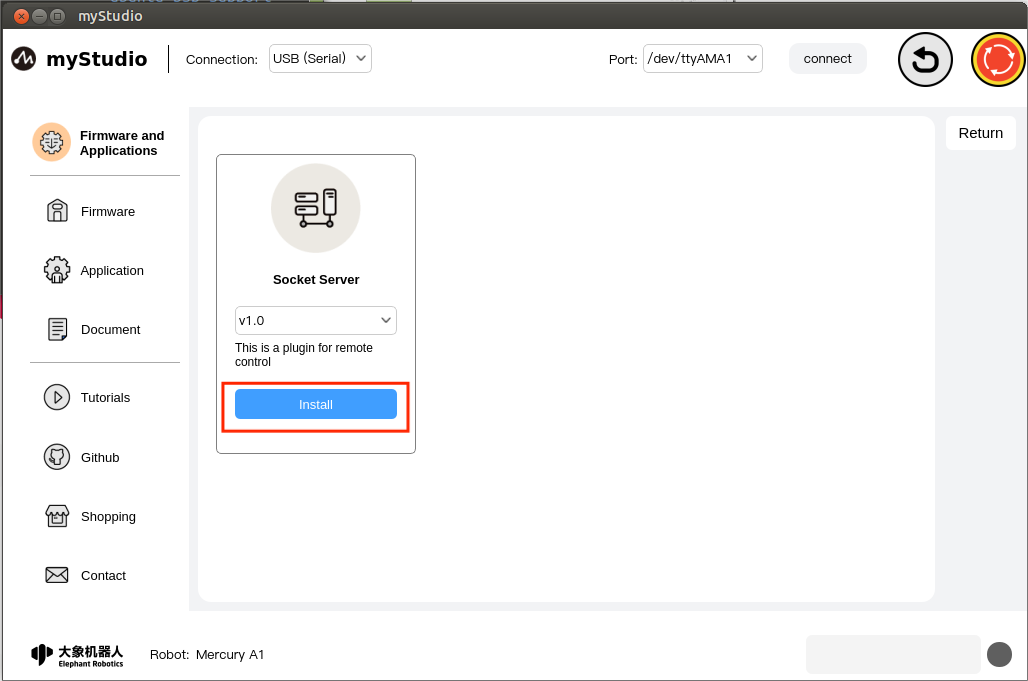 myStudio
myStudio
Connection:
USB (Serial)
Port:
/dev/ttyAMA1
connect
Firmware and
Applications
Firmware
Application
Document
Tutorials
Github
Shopping
Contact
Return
Socket Server
v1.0
This is a plugin for remote
control
Install
大象机器人
Elephant Robotics
Robot: Mercury A1